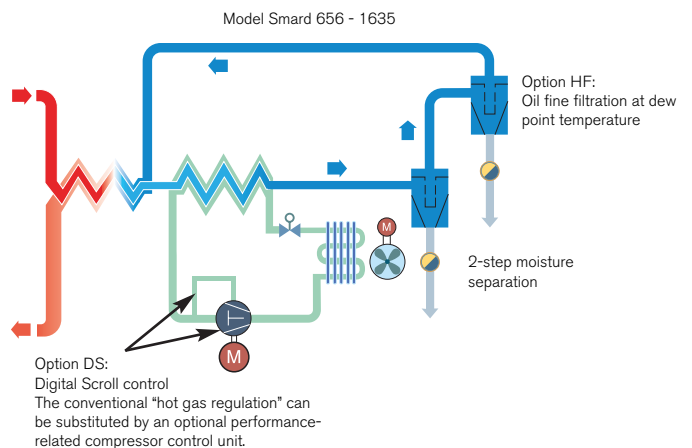 Model Smard 656 - 1635
Option HF:
Oil fine filtration at dew
point temperature
M
2-step moisture
separation
M
Option DS:
Digital Scroll control
The conventional “hot gas regulation” can
be substituted by an optional performance-
related compressor control unit.